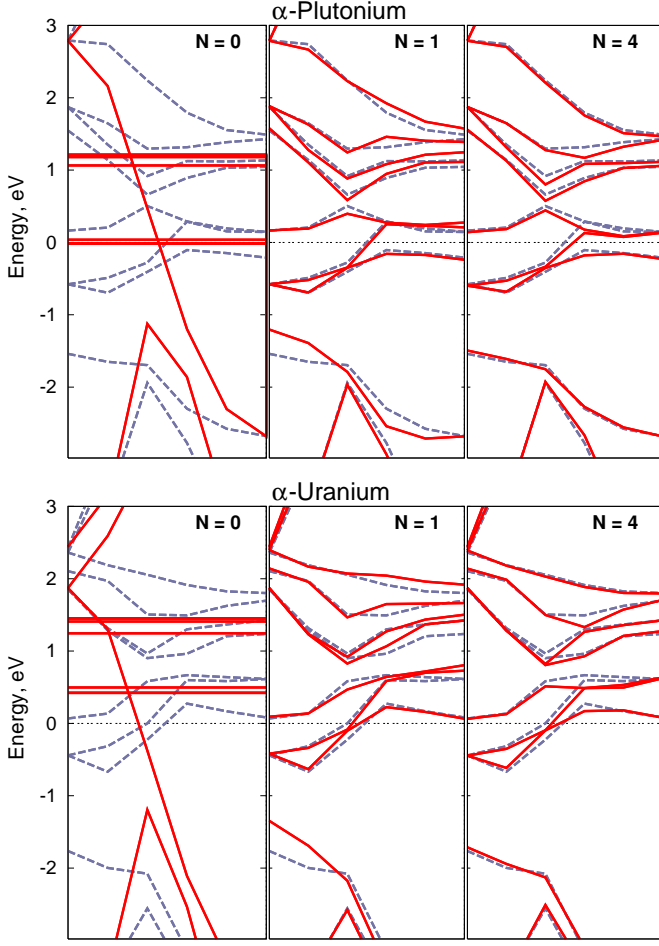 α-Plutonium
N = 0
N = 1
N = 4
Energy, eV
3
2
1
0
-1
-2
α-Uranium
N = 0
N = 1
N = 4
Energy, eV
3
2
1
0
-1
-2